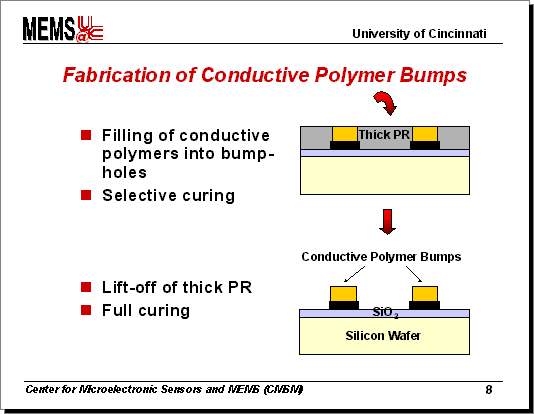 MEMS@UC
University of Cincinnati
Fabrication of Conductive Polymer Bumps
Filling of conductive
polymers into bump-
holes
Selective curing
Thick PR
Lift-off of thick PR
Full curing
Conductive Polymer Bumps
SiO2
Silicon Wafer
Center for Microelectronic Sensors and MEMS (CMSM)
8